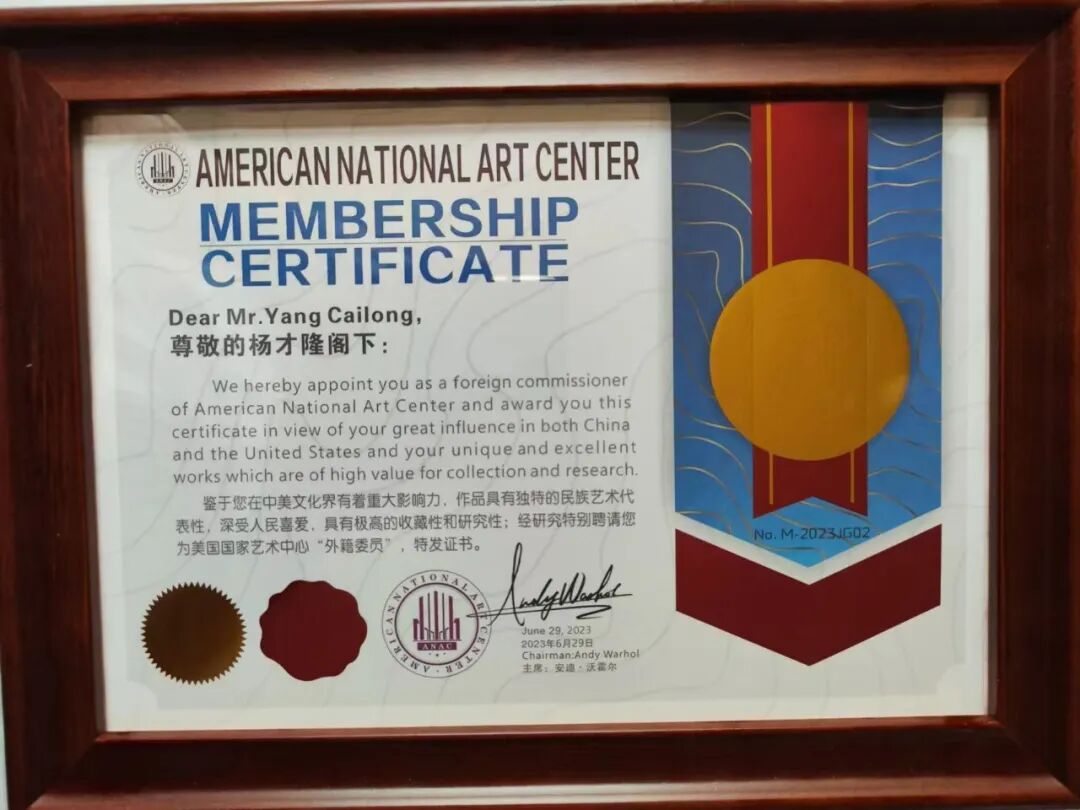 AMERICAN NATIONAL ART CENTER
MEMBERSHIP
CERTIFICATE
Dear Mr.Yang Cailong,
尊敬的杨才隆阁下：
We hereby appoint you as a foreign commissioner
of American National Art Center and award you this
certificate in view of your great influence in both China
and the United States and your unique and excellent
works which are of high value for collection and research.
鉴于您在中美文化界有着重大影响力，作品具有独特的民族艺术代
表性，深受人民喜爱，具有极高的收藏性和研究性；经研究特别聘请您
为美国国家艺术中心“外籍委员”，特发证书。
No. M-2023JG02
AMERICAN NATIONAL ART CENTER
ANAC
Andy Warhol
June 29, 2023
2023年6月29日
Chairman:Andy Warhol
主席：安迪·沃霍尔